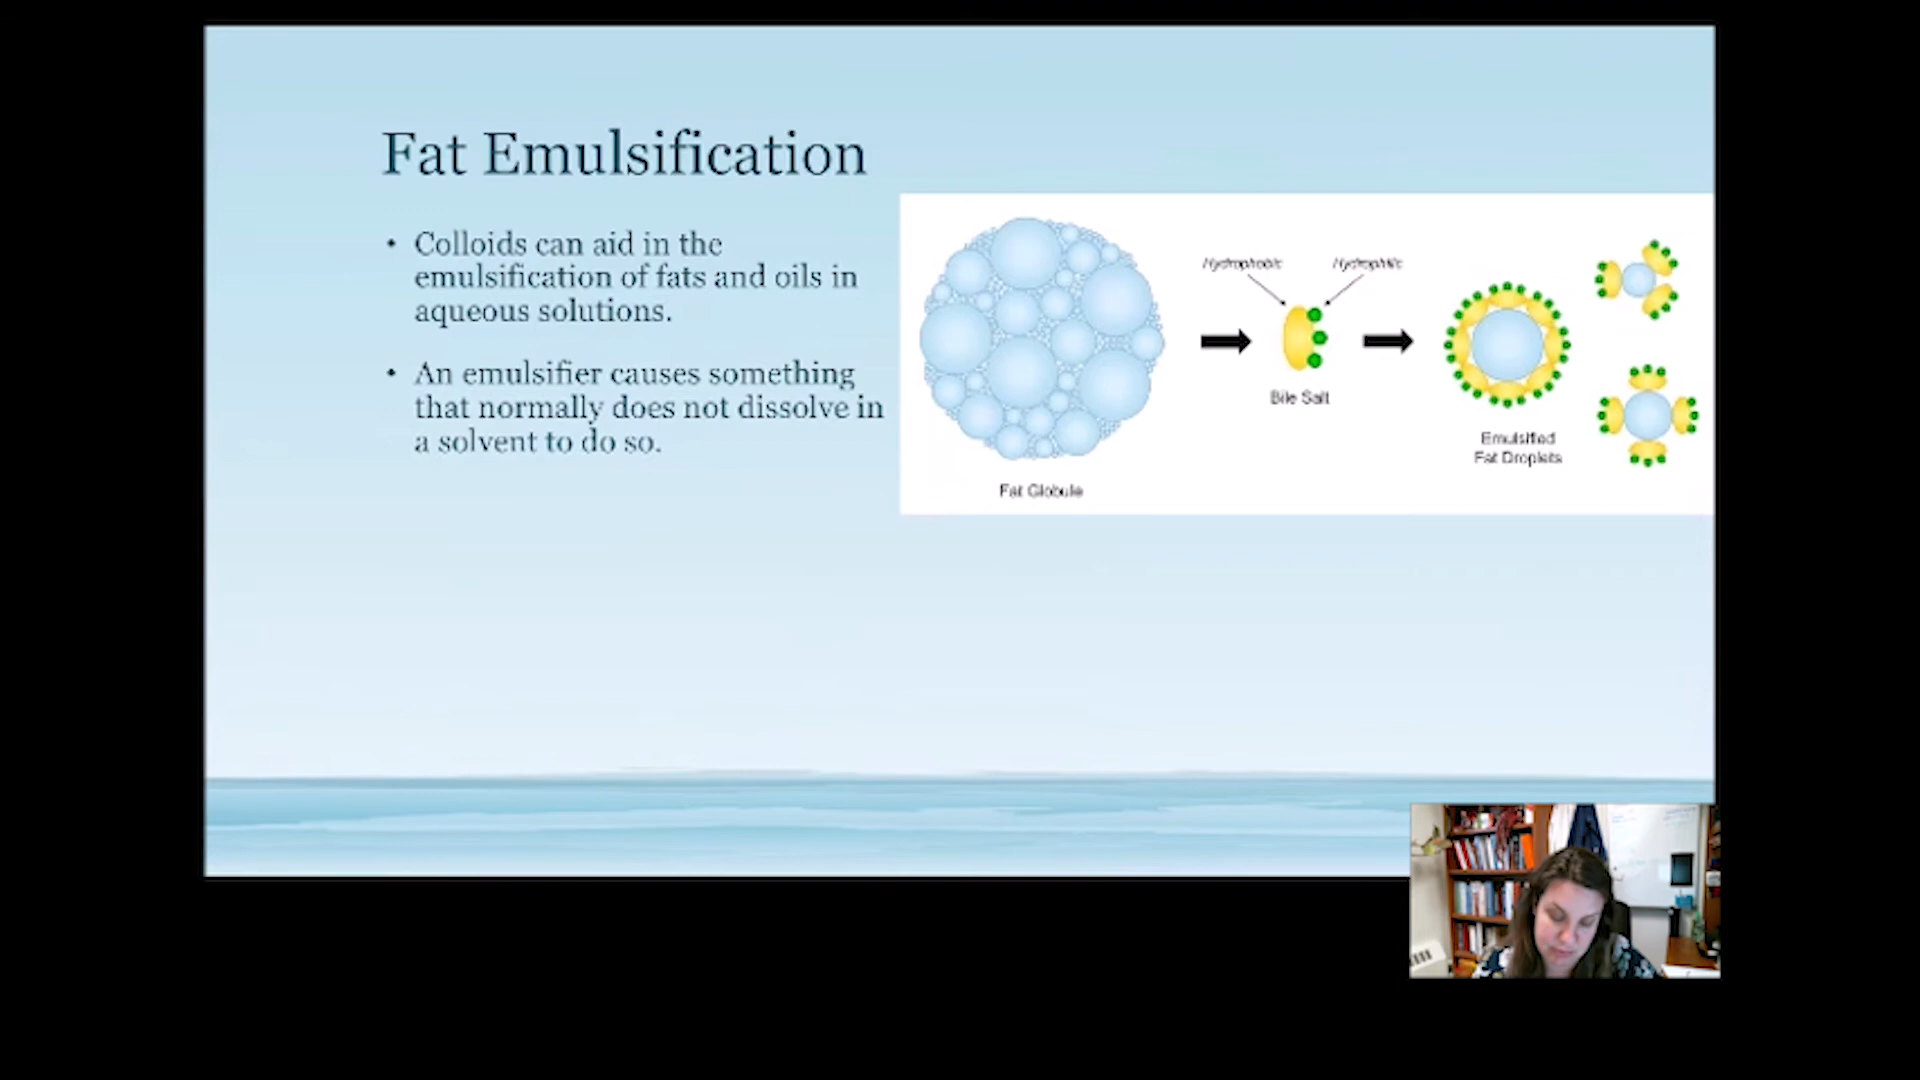 Fat Emulsification
• Colloids can aid in the
emulsification of fats and oils in
aqueous solutions.
• An emulsifier causes something
that normally does not dissolve in
a solvent to do so.
Hydrophobic
Hydrophilic
Bile Salt
Emulsified
Fat Droplets
Fat Globule